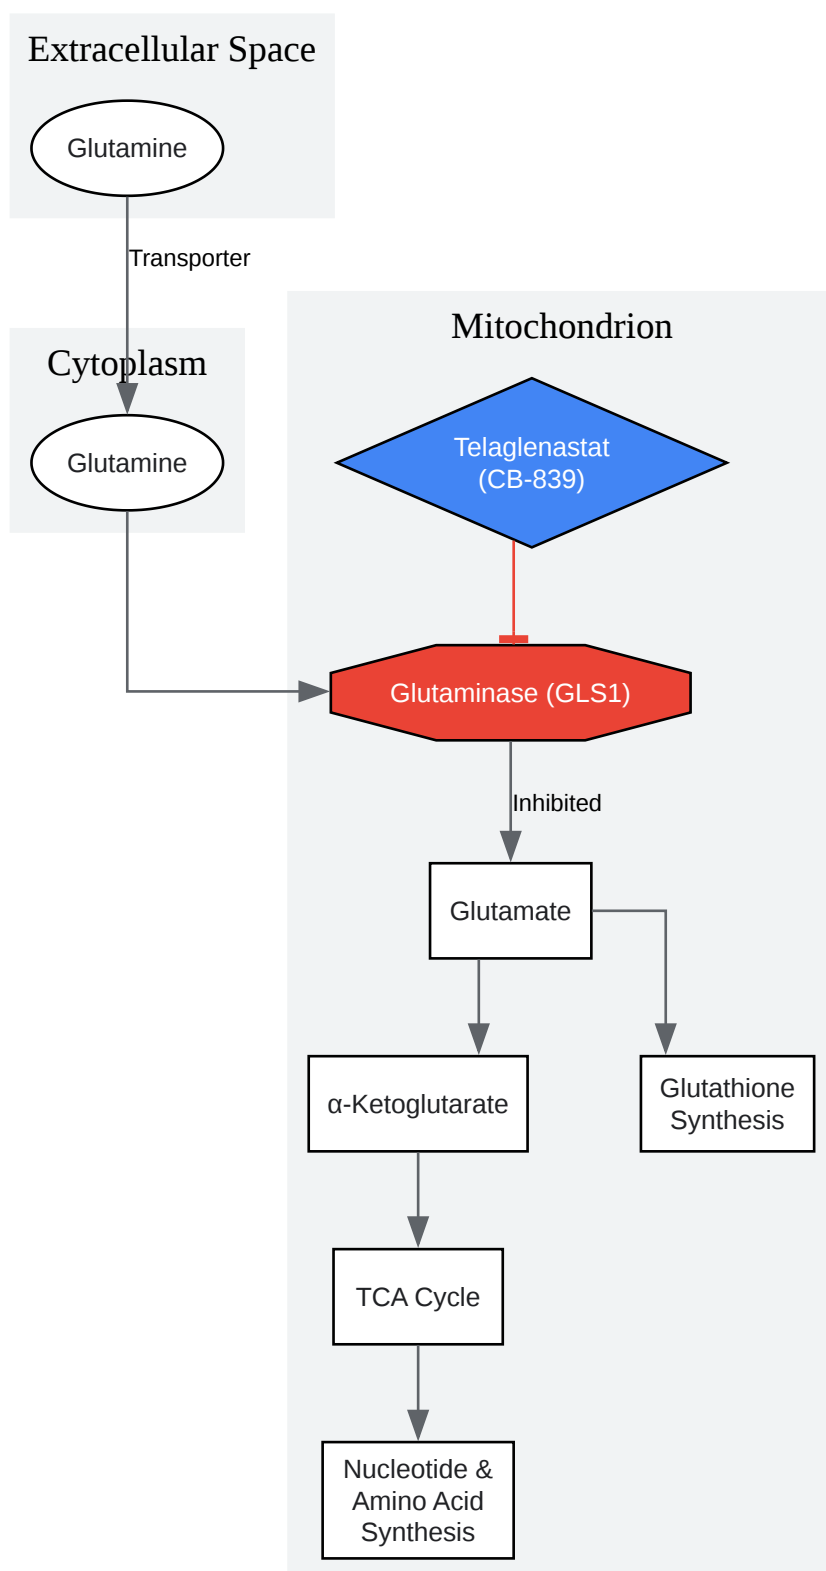 Extracellular Space
Glutamine
Transporter
Cytoplasm
Glutamine
Mitochondrion
Telaglenastat
(CB-839)
Glutaminase (GLS1)
Inhibited
Glutamate
α-Ketoglutarate
Glutathione
Synthesis
TCA Cycle
Nucleotide &
Amino Acid
Synthesis